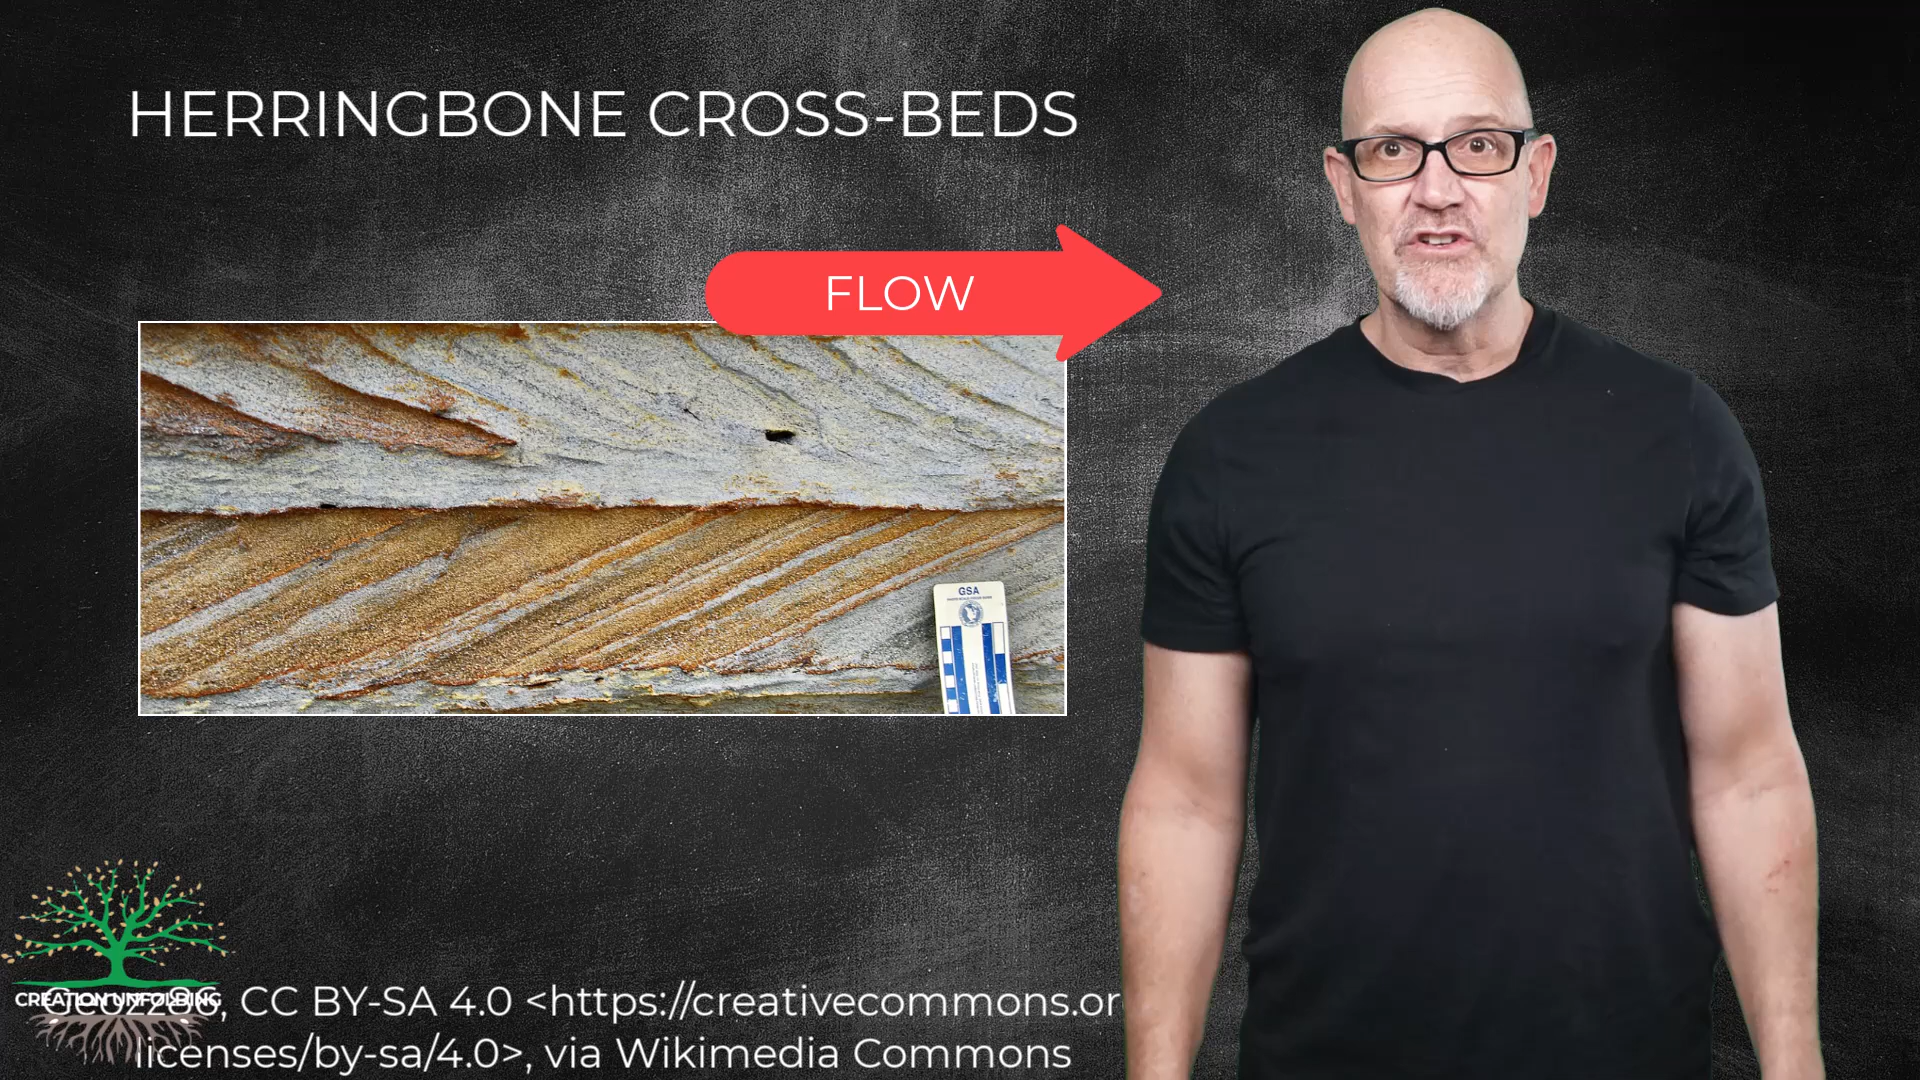 HERRINGBONE CROSS-BEDS
FLOW
GSA
CREATION UNFOLDING
, CC BY-SA 4.0 <https://creativecommons.or
licenses/by-sa/4.0>, via Wikimedia Commons